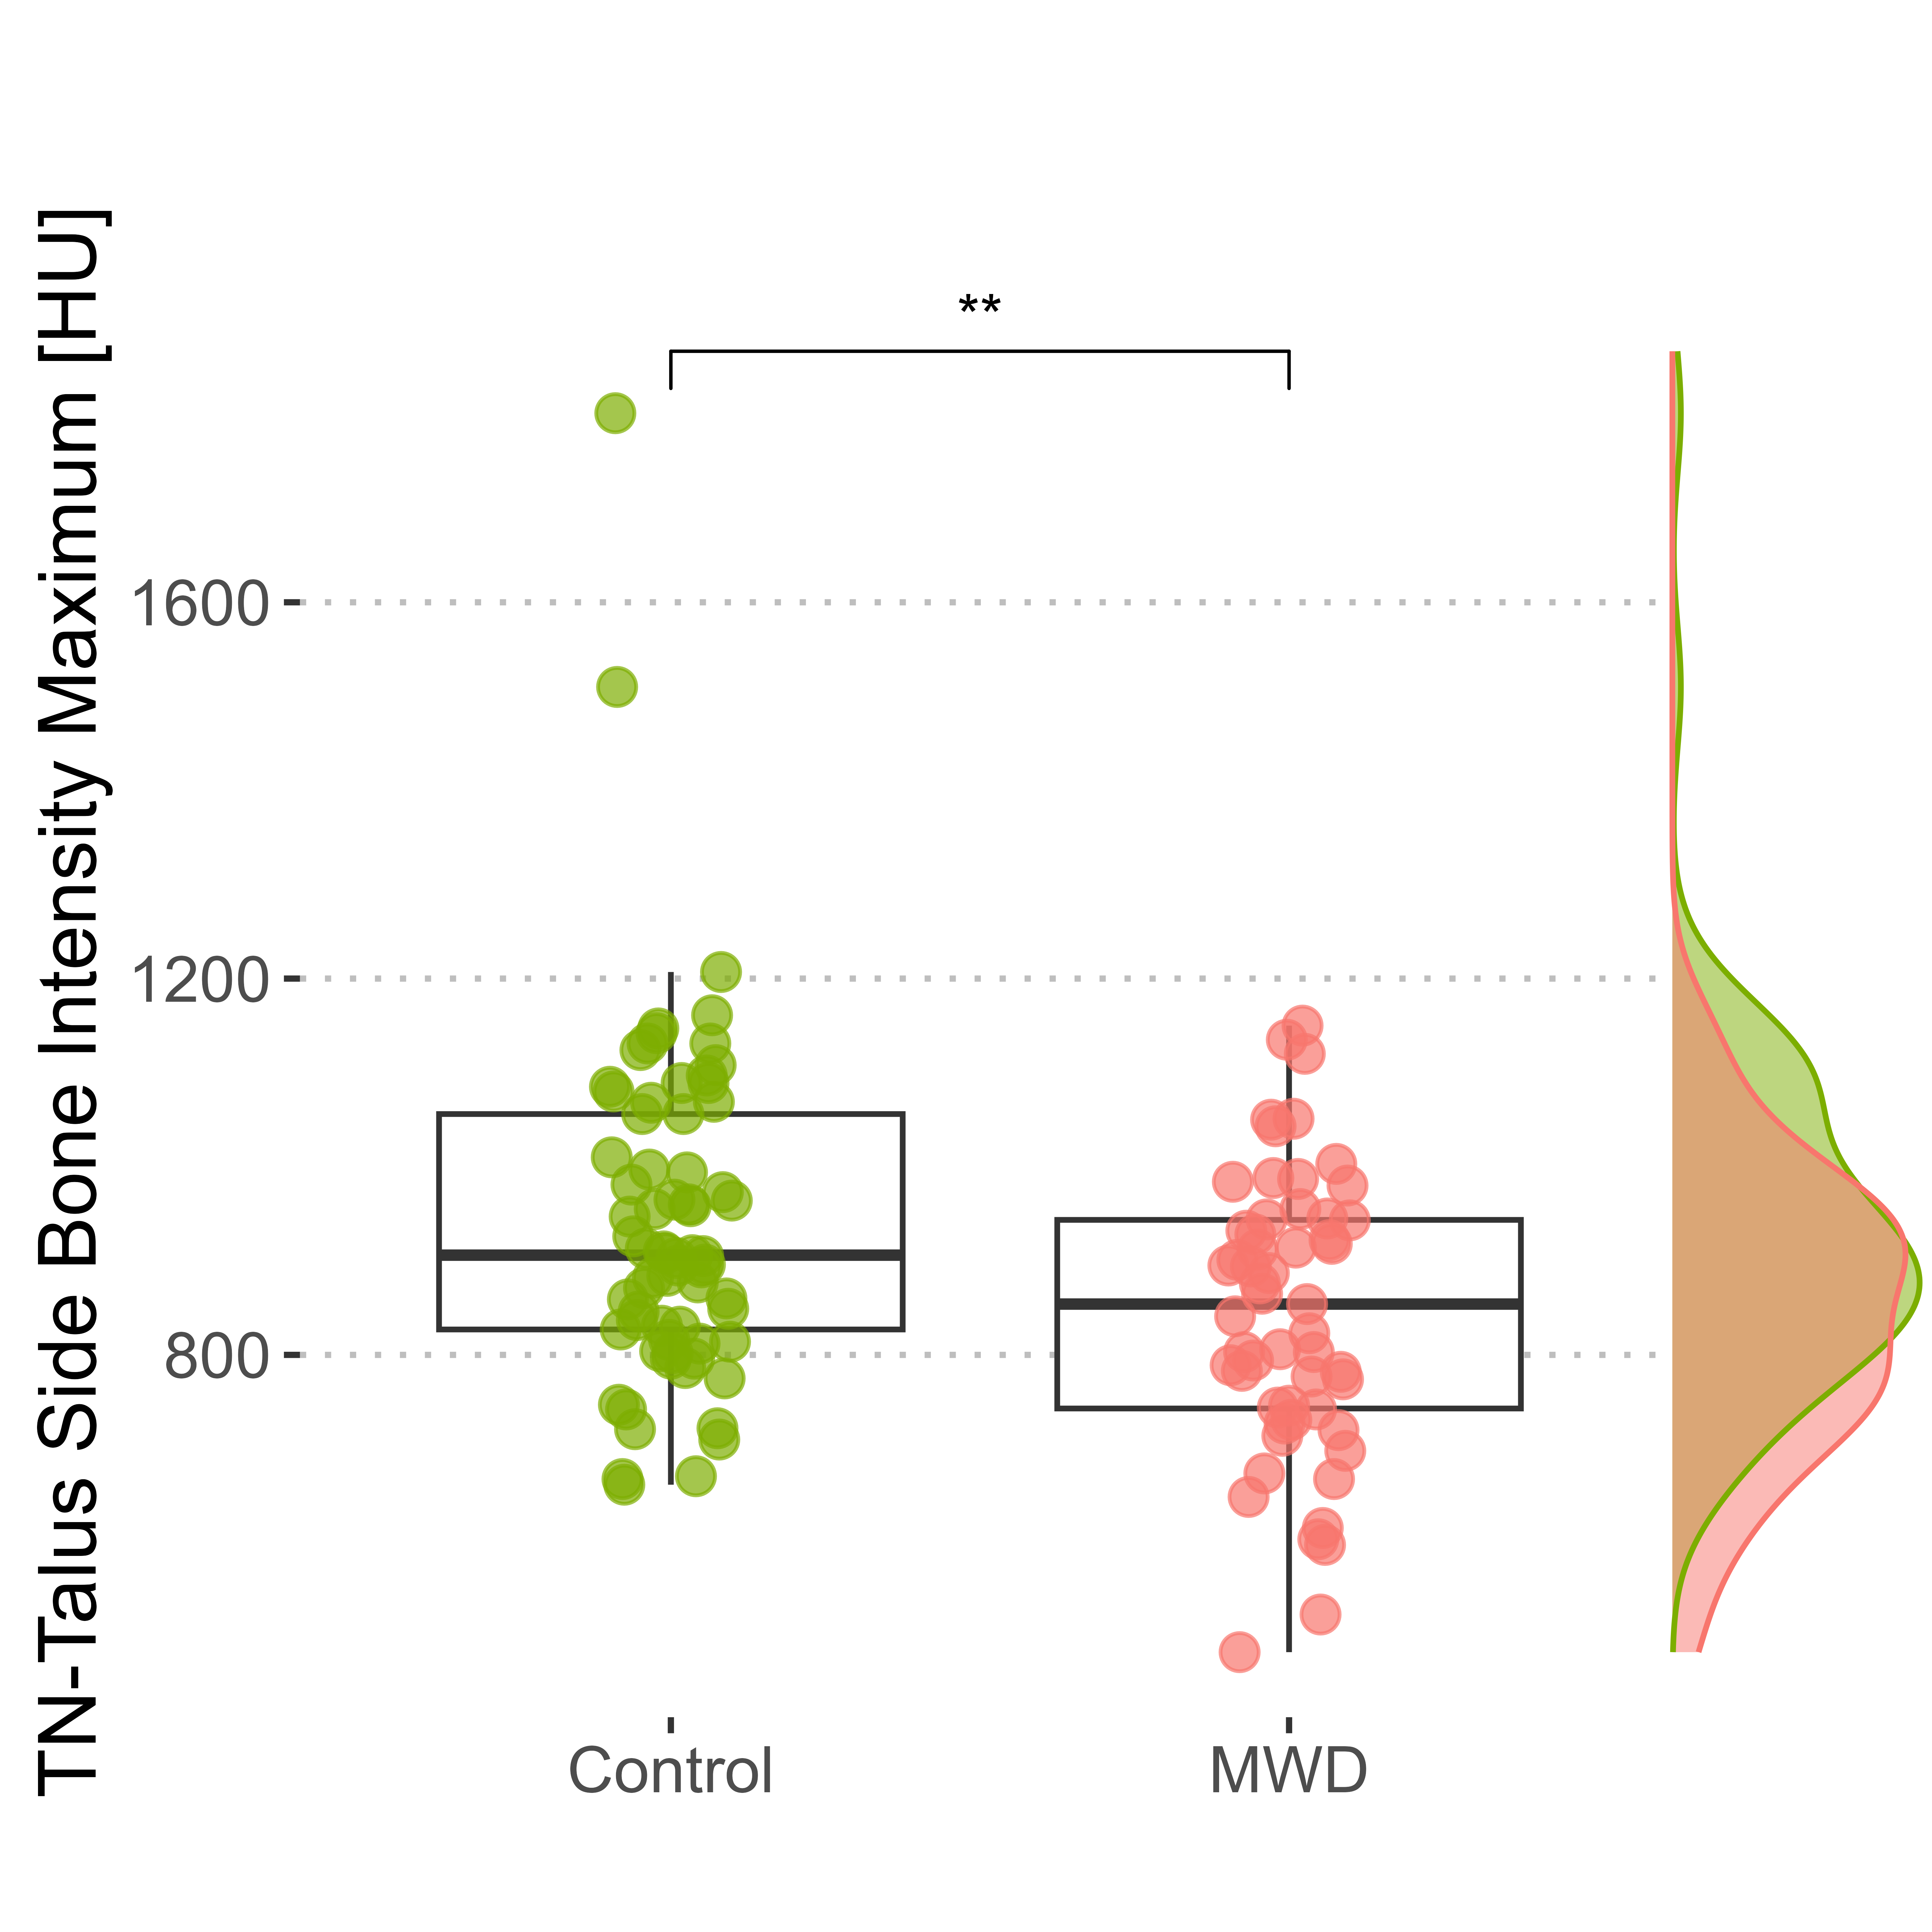 TN-Talus Side Bone Intensity Maximum [HU]
**
1600
1200
800
Control
MWD